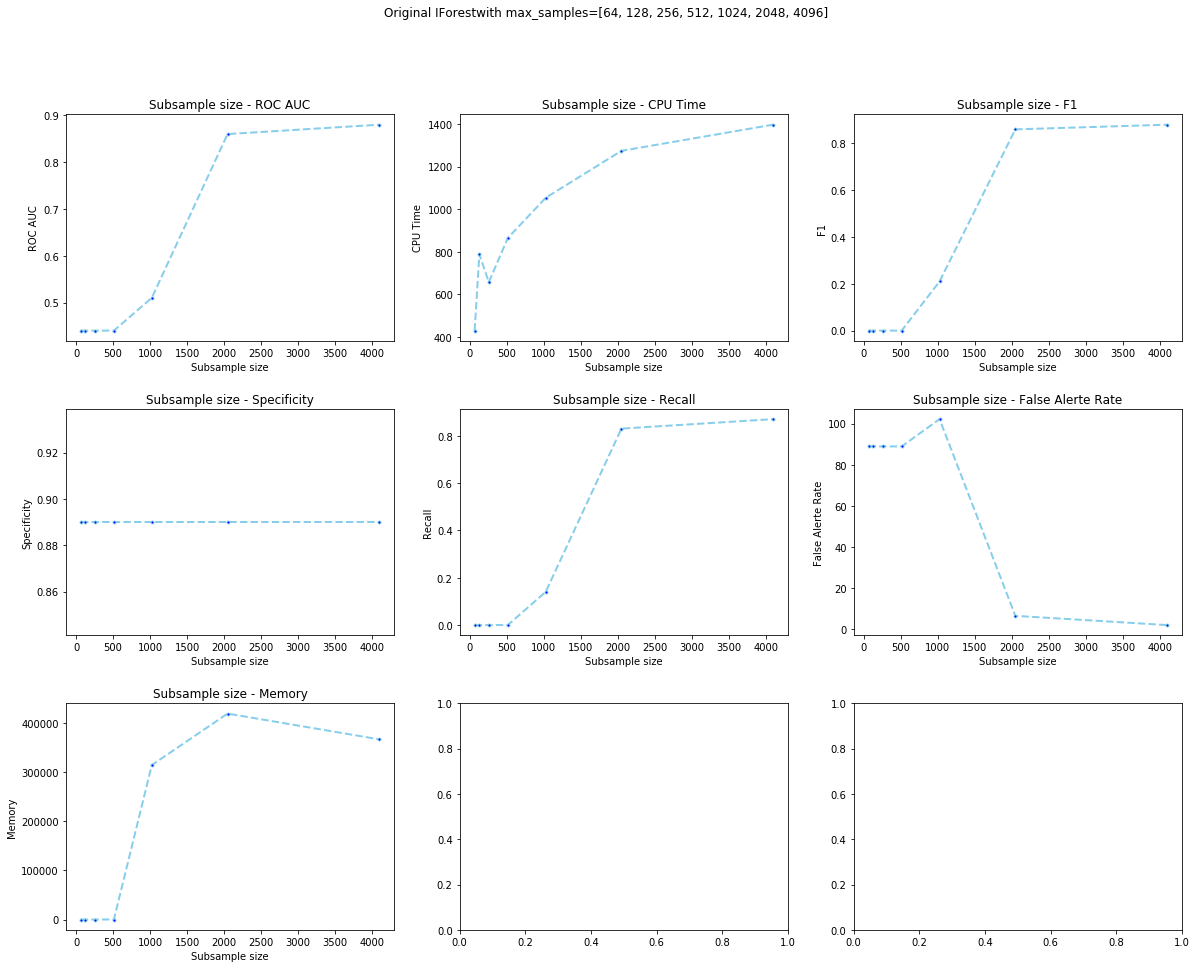 Original IForestwith max_samples=[64, 128, 256, 512, 1024, 2048, 4096]
Subsample size - ROC AUC
ROC AUC
0.9
0.8
0.7
0.6
0.5
0 500 1000 1500 2000 2500 3000 3500 4000
Subsample size
Subsample size - CPU Time
CPU Time
1400
1200
1000
800
600
400
0 500 1000 1500 2000 2500 3000 3500 4000
Subsample size
Subsample size - F1
F1
0.8
0.6
0.4
0.2
0.0
0 500 1000 1500 2000 2500 3000 3500 4000
Subsample size
Subsample size - Specificity
Specificity
0.92
0.90
0.88
0.86
0 500 1000 1500 2000 2500 3000 3500 4000
Subsample size
Subsample size - Recall
Recall
0.8
0.6
0.4
0.2
0.0
0 500 1000 1500 2000 2500 3000 3500 4000
Subsample size
Subsample size - False Alerte Rate
False Alerte Rate
100
80
60
40
20
0
0 500 1000 1500 2000 2500 3000 3500 4000
Subsample size
Subsample size - Memory
Memory
400000
300000
200000
100000
0
0 500 1000 1500 2000 2500 3000 3500 4000
Subsample size
1.0
0.8
0.6
0.4
0.2
0.0
0.0 0.2 0.4 0.6 0.8 1.0
1.0
0.8
0.6
0.4
0.2
0.0
0.0 0.2 0.4 0.6 0.8 1.0